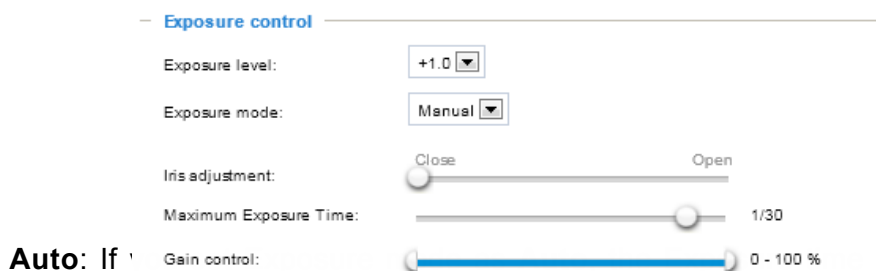 Exposure control
Exposure level: +1.0
Exposure mode: Manual
Close Open
Iris adjustment:
Maximum Exposure Time: 1/30
Auto: If
Gain control: 0 - 100 %